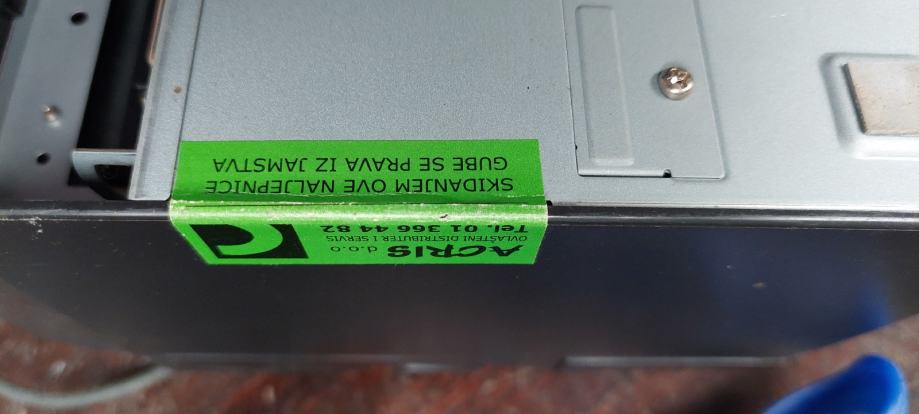 ACRIS d.o.o
OVLAŠTENI DISTRIBUTER I SERVIS
Tel. 01 366 44 82
SKIDANJEM OVE NALJEPNICE
GUBE SE PRAVA IZ JAMSTVA